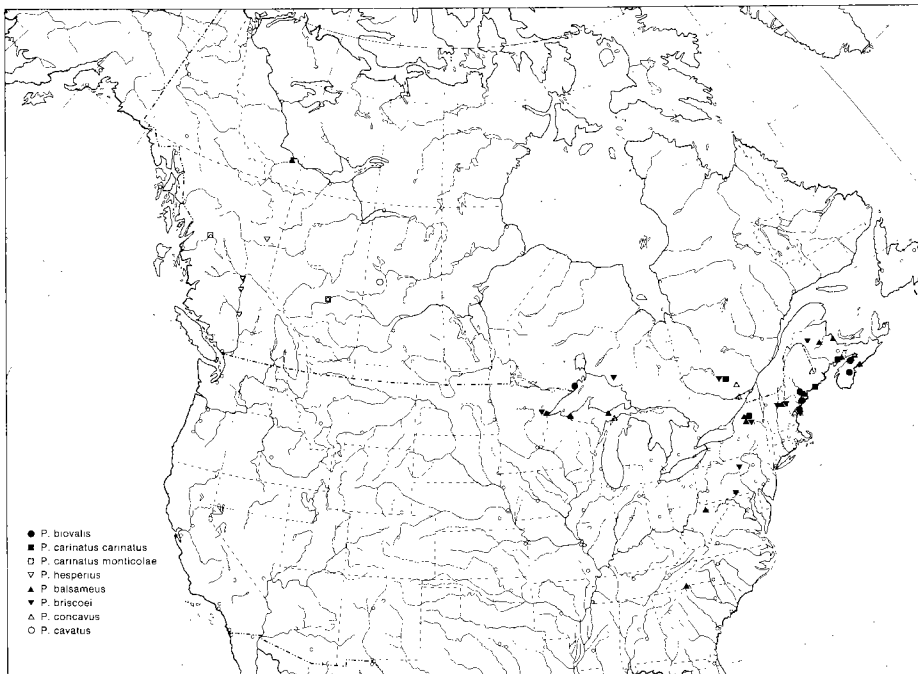 ● P. biovalis
■ P. carinatus carinatus
□ P. carinatus monticolae
▽ P. hesperius
▲ P. balsameus
▼ P. briscoei
△ P. concavus
○ P. cavatus